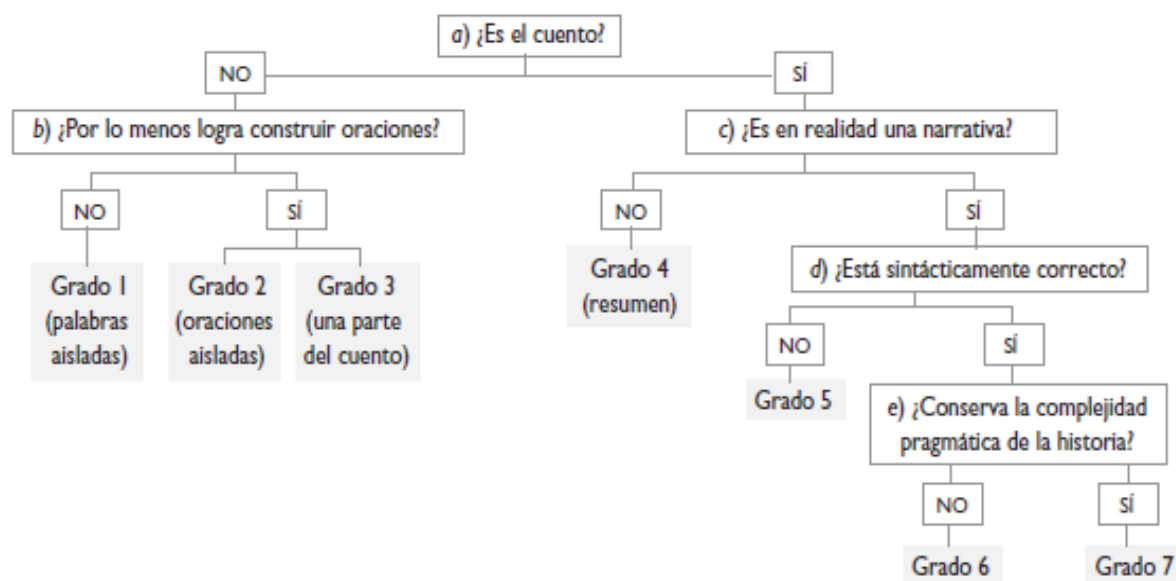 a) ¿Es el cuento?
NO
SÍ
b) ¿Por lo menos logra construir oraciones?
c) ¿Es en realidad una narrativa?
NO
SÍ
NO
SÍ
Grado 1
(palabras
aisladas)
Grado 2
(oraciones
aisladas)
Grado 3
(una parte
del cuento)
Grado 4
(resumen)
d) ¿Está sintácticamente correcto?
NO
SÍ
Grado 5
e) ¿Conserva la complejidad
pragmática de la historia?
NO
SÍ
Grado 6
Grado 7